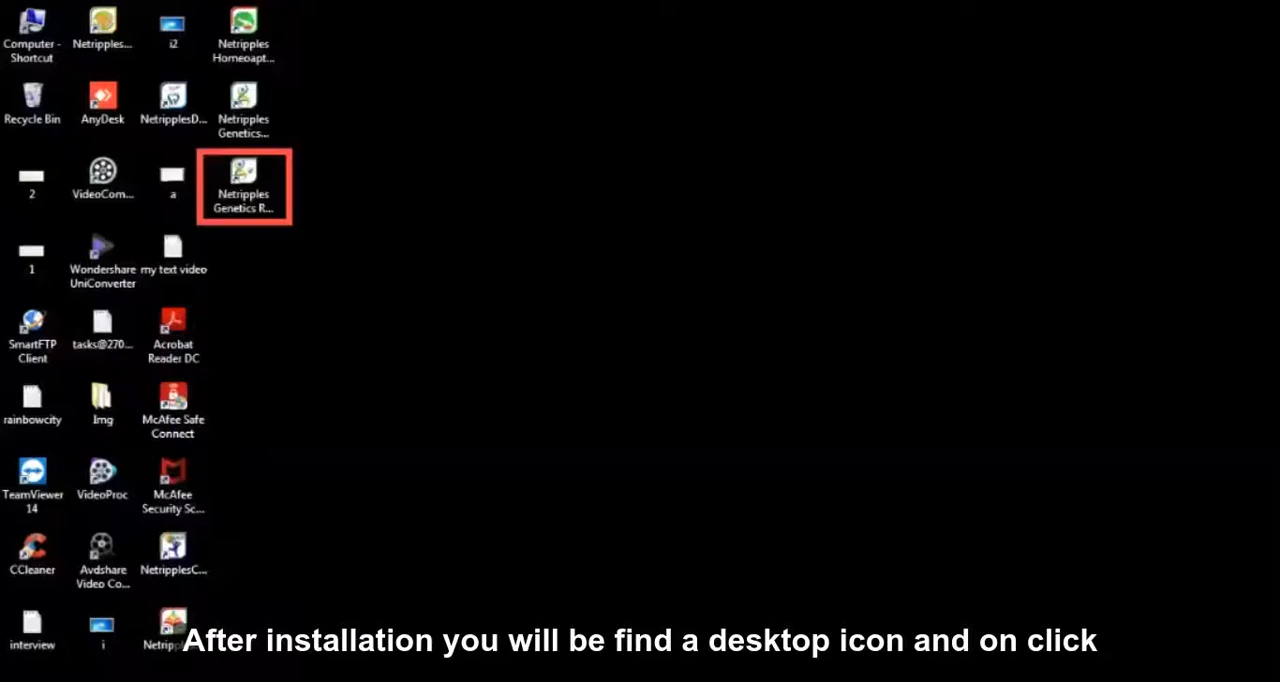 Computer -
Shortcut
Netripples...
i2
Netripples
Homeoapt...
Recycle Bin
AnyDesk
NetripplesD...
Netripples
Genetics...
2
VideoCom...
a
Netripples
Genetics R...
1
Wondershare
UniConverter
my text video
SmartFTP
Client
tasks@270...
Acrobat
Reader DC
rainbowcity
Img
McAfee Safe
Connect
TeamViewer
14
VideoProc
McAfee
Security Sc...
CCleaner
Avdshare
Video Co...
NetripplesC...
interview
i
After installation you will be find a desktop icon and on click